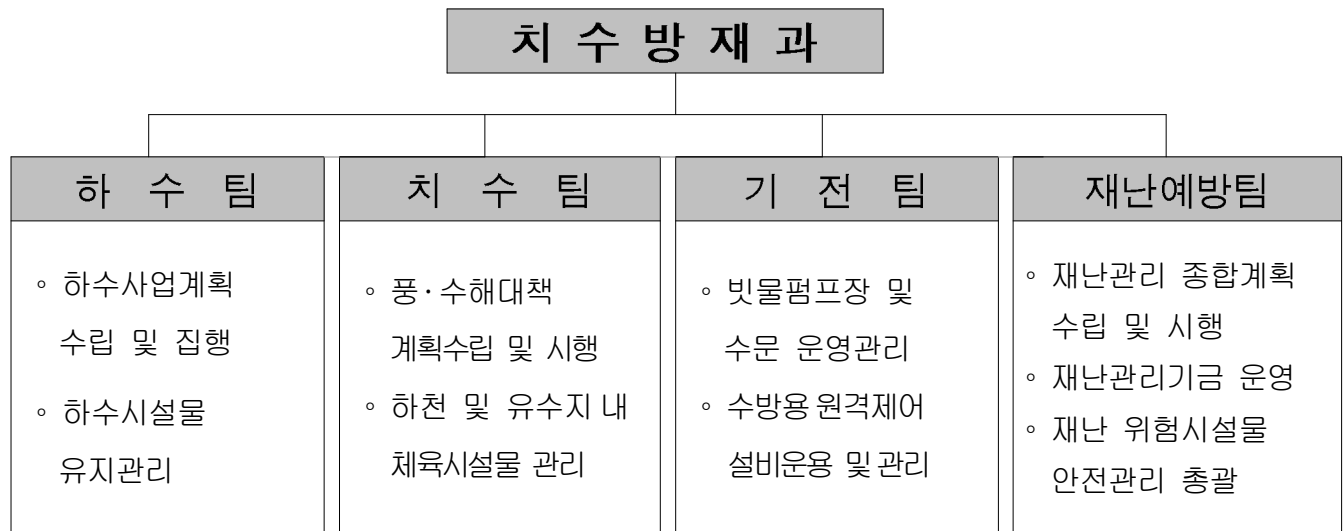 치 수 방 재 과
하 수 팀
◦ 하수사업계획
수립 및 집행
◦ 하수시설물
유지관리
치 수 팀
◦ 풍·수해대책
계획수립 및 시행
◦ 하천 및 유수지 내
체육시설물 관리
기 전 팀
◦ 빗물펌프장 및
수문 운영관리
◦ 수방용 원격제어
설비운용 및 관리
재난예방팀
◦ 재난관리 종합계획
수립 및 시행
◦ 재난관리기금 운영
◦ 재난 위험시설물
안전관리 총괄